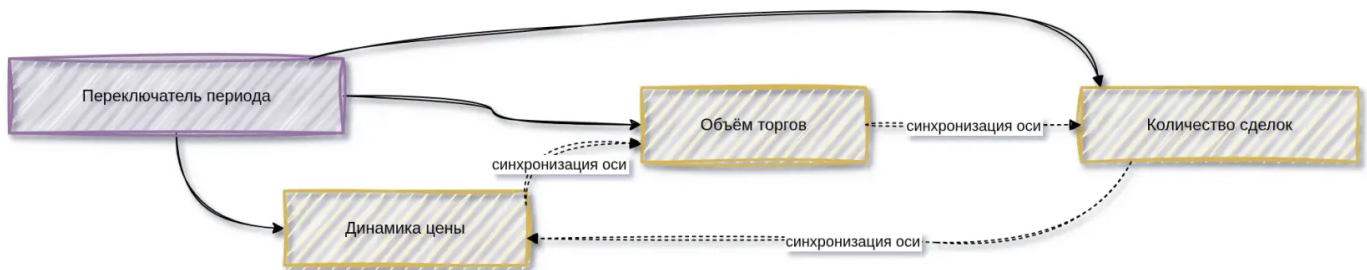 Переключатель периода
Объём торгов
синхронизация оси
Количество сделок
синхронизация оси
Динамика цены
синхронизация оси